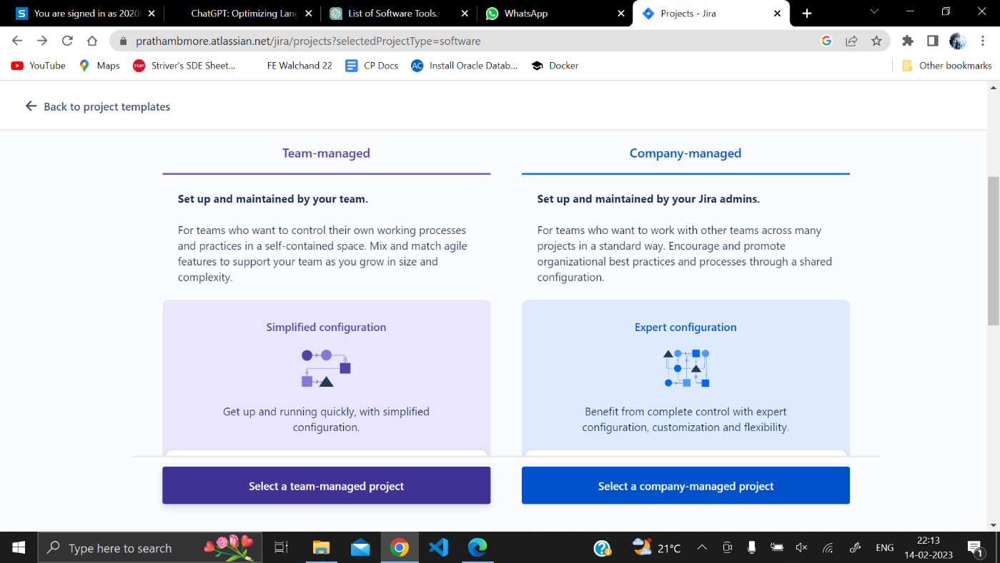 You are signed in as 2020
ChatGPT: Optimizing Lang
List of Software Tools.
WhatsApp
Projects - Jira
prathambmore.atlassian.net/jira/projects?selectedProjectType=software
YouTube
Maps
Striver's SDE Sheet...
FE Walchand 22
CP Docs
Install Oracle Datab...
Docker
Other bookmarks
Back to project templates
Team-managed
Set up and maintained by your team.
For teams who want to control their own working processes
and practices in a self-contained space. Mix and match agile
features to support your team as you grow in size and
complexity.
Simplified configuration
Get up and running quickly, with simplified
configuration.
Select a team-managed project
Company-managed
Set up and maintained by your Jira admins.
For teams who want to work with other teams across many
projects in a standard way. Encourage and promote
organizational best practices and processes through a shared
configuration.
Expert configuration
Benefit from complete control with expert
configuration, customization and flexibility.
Select a company-managed project
Type here to search
21°C
ENG
22:13
14-02-2023
1